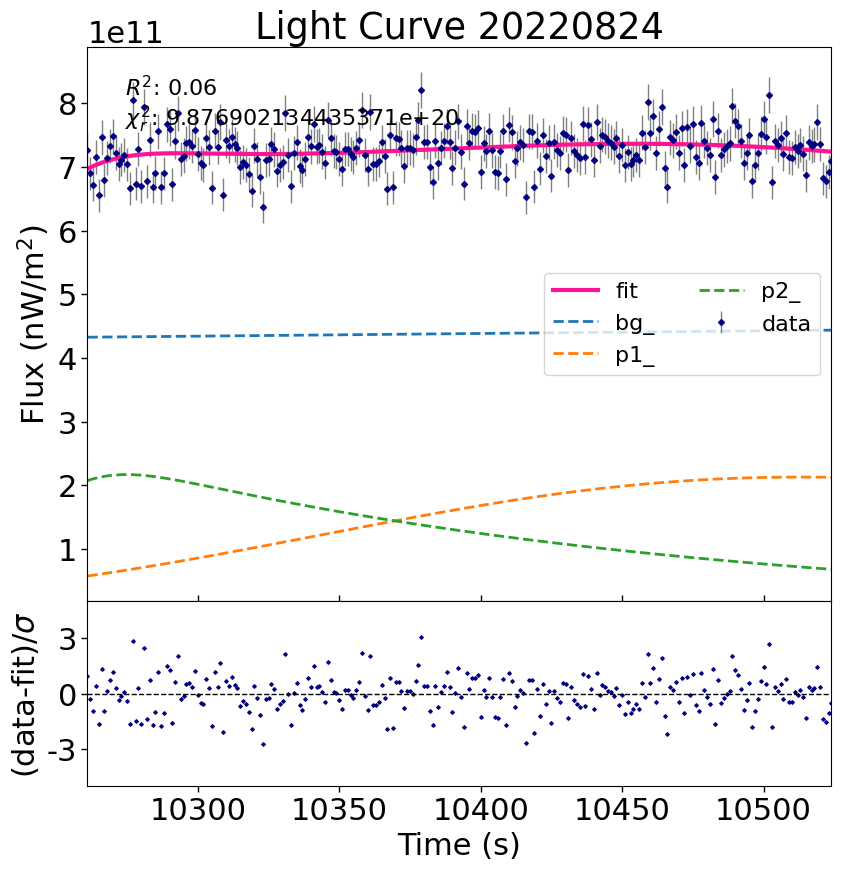 Light Curve 20220824
1e11
R²: 0.06
χ²ᵣ: 9.876902134435371e+20
8
7
6
5
4
3
2
1
Flux (nW/m²)
fit
bg_
p1_
p2_
data
3
0
-3
(data-fit)/σ
10300
10350
10400
10450
10500
Time (s)